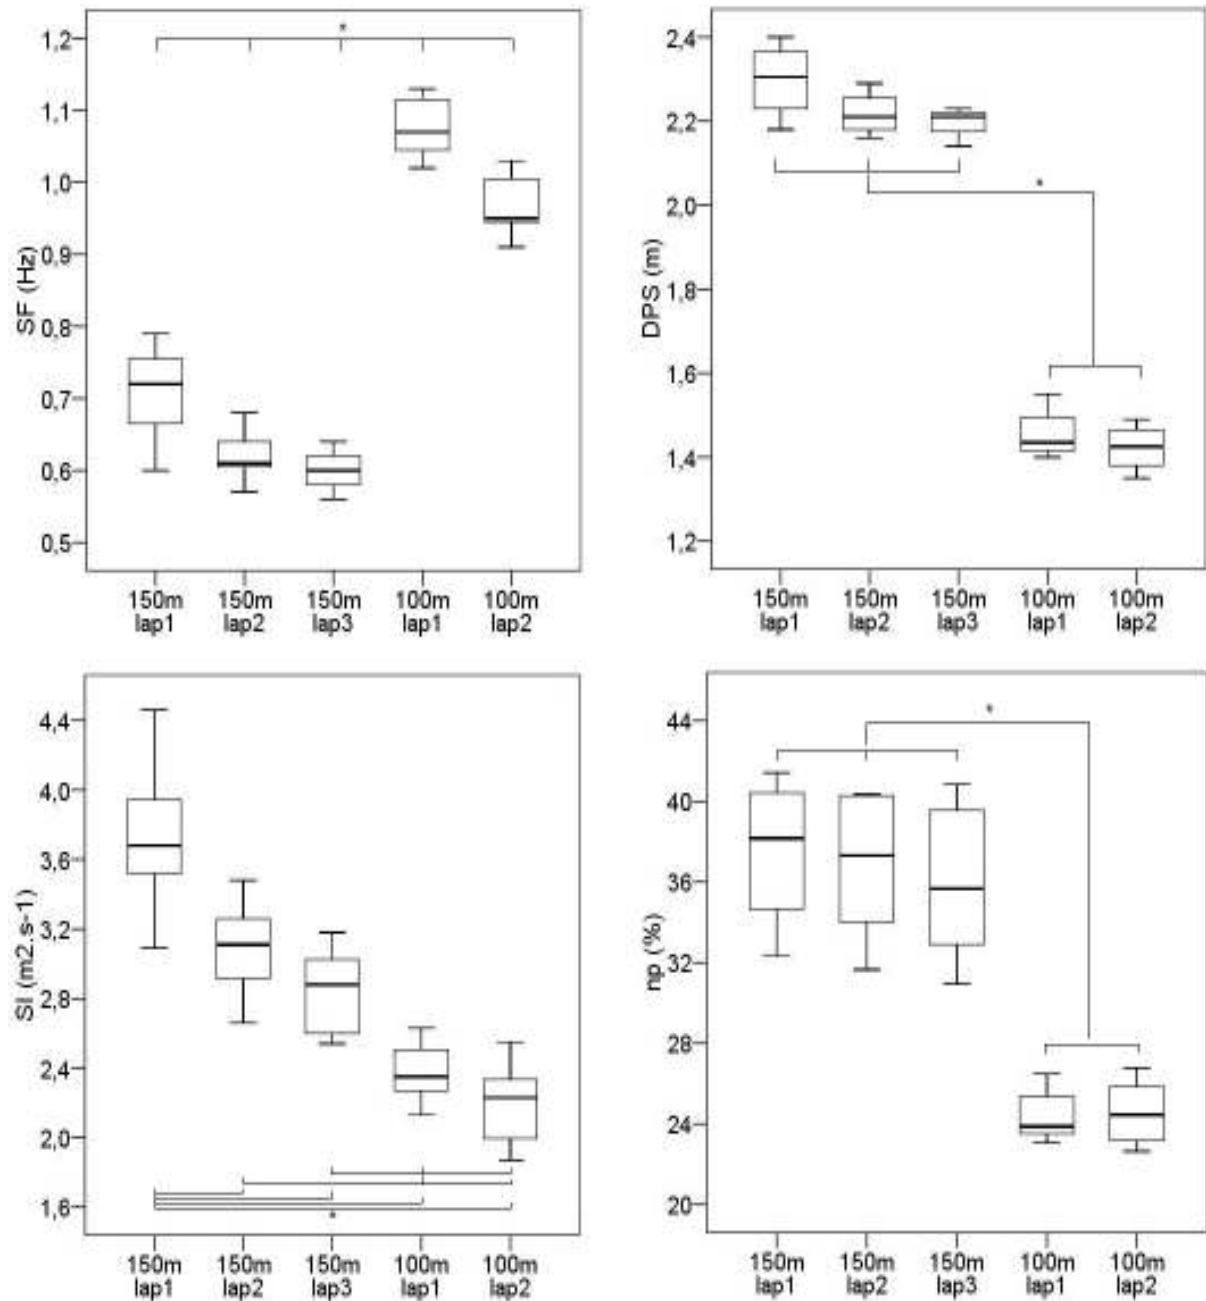 SF (Hz)
1,2
1,1
1,0
0,9
0,8
0,7
0,6
0,5
*
150m 150m 150m 100m 100m
lap1 lap2 lap3 lap1 lap2
DPS (m)
2,4
2,2
2,0
1,8
1,6
1,4
1,2
*
150m 150m 150m 100m 100m
lap1 lap2 lap3 lap1 lap2
SI (m2.s-1)
4,4
4,0
3,6
3,2
2,8
2,4
2,0
1,6
*
150m 150m 150m 100m 100m
lap1 lap2 lap3 lap1 lap2
np (%)
44
40
36
32
28
24
20
*
150m 150m 150m 100m 100m
lap1 lap2 lap3 lap1 lap2